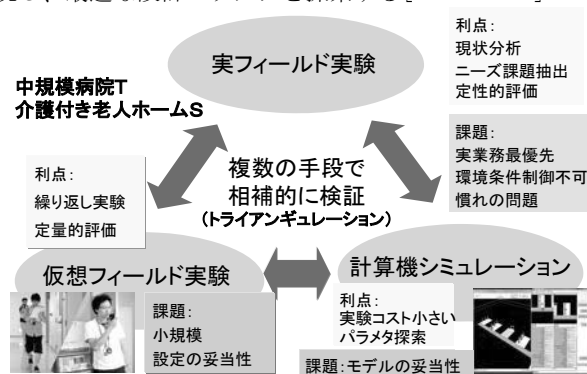 実フィールド実験
利点:
現状分析
ニーズ課題抽出
定性的評価
中規模病院T
介護付き老人ホームS
課題:
実業務最優先
環境条件制御不可
慣れの問題
複数の手段で
相補的に検証
(トライアンギュレーション)
利点:
繰り返し実験
定量的評価
仮想フィールド実験
課題:
小規模
設定の妥当性
計算機シミュレーション
利点:
実験コスト小さい
パラメタ探索
課題:モデルの妥当性